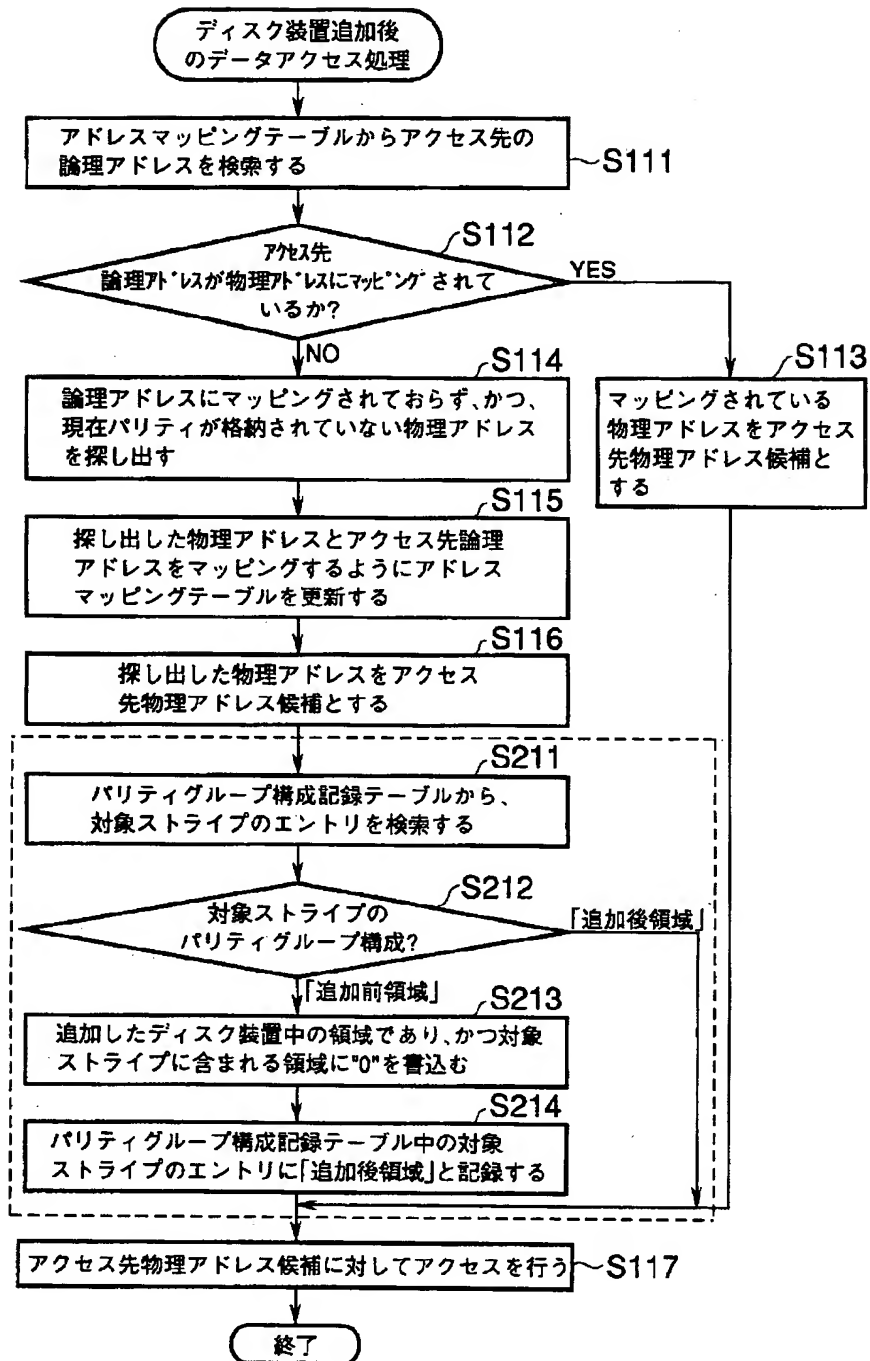 ディスク装置追加後
のデータアクセス処理
アドレスマッピングテーブルからアクセス先の
論理アドレスを検索する
S111
S112
アクセス先
論理アドレスが物理アドレスにマッピングされて
いるか?
YES
NO
S113
マッピングされている
物理アドレスをアクセス
先物理アドレス候補と
する
S114
論理アドレスにマッピングされておらず、かつ、
現在パリティが格納されていない物理アドレス
を探し出す
S115
探し出した物理アドレスとアクセス先論理
アドレスをマッピングするようにアドレス
マッピングテーブルを更新する
S116
探し出した物理アドレスをアクセス
先物理アドレス候補とする
S211
パリティグループ構成記録テーブルから、
対象ストライプのエントリを検索する
S212
対象ストライプの
パリティグループ構成?
「追加後領域」
「追加前領域」
S213
追加したディスク装置中の領域であり、かつ対象
ストライプに含まれる領域に"0"を書込む
S214
パリティグループ構成記録テーブル中の対象
ストライプのエントリに「追加後領域」と記録する
アクセス先物理アドレス候補に対してアクセスを行う
S117
終了